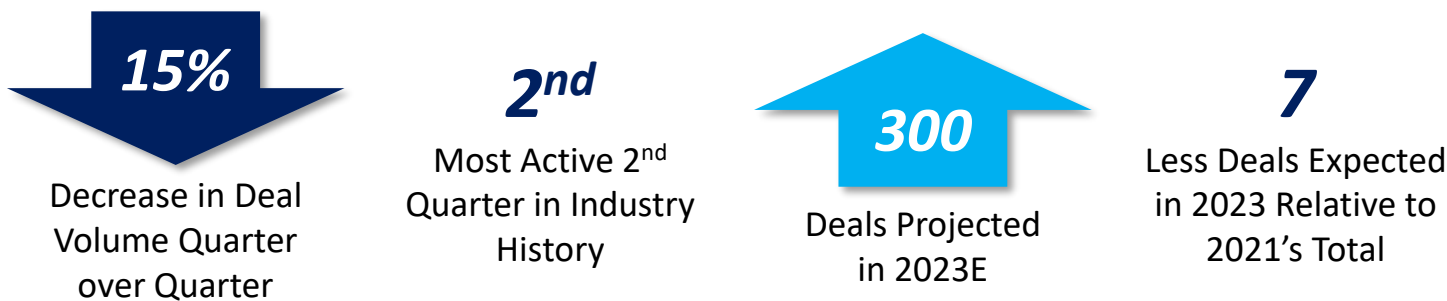 15%
Decrease in Deal
Volume Quarter
over Quarter
2nd
Most Active 2nd
Quarter in Industry
History
300
Deals Projected
in 2023E
7
Less Deals Expected
in 2023 Relative to
2021's Total